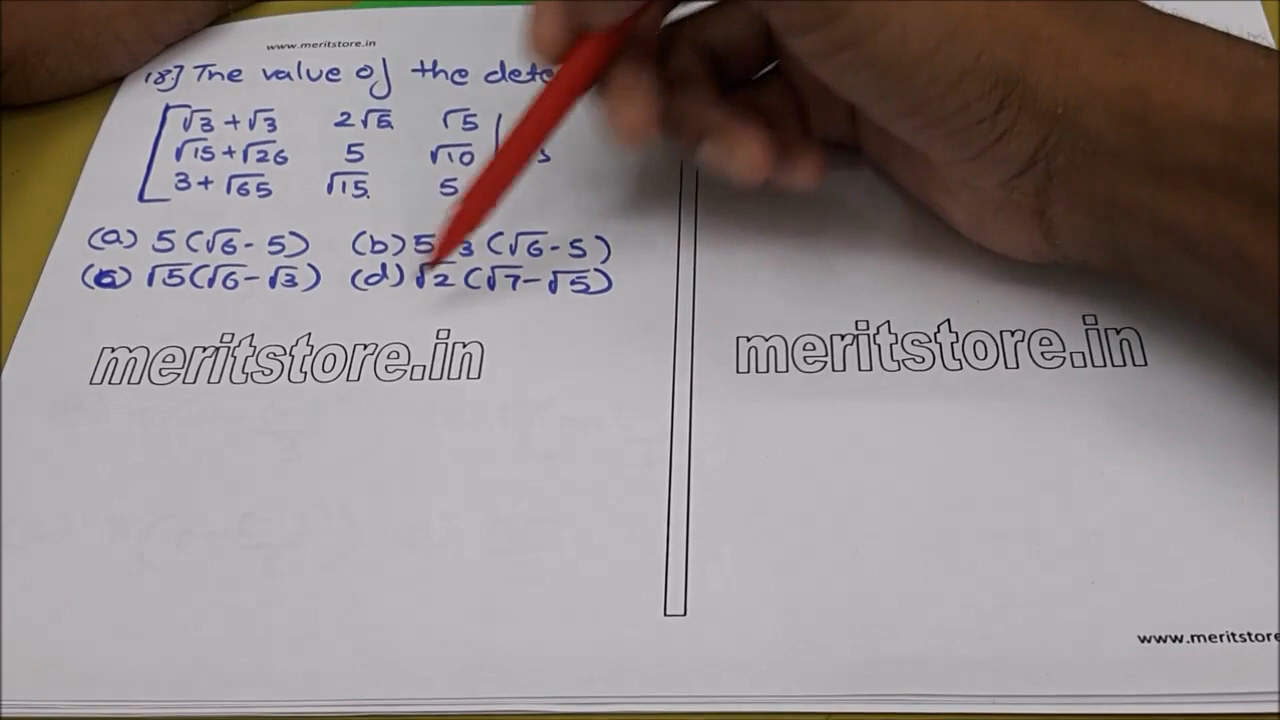 www.meritstore.in
18] The value of the dete
√3 + √3 2√5 √5
√15 + √26 5 √10 is
3 + √65 √15 5
(a) 5(√6 - 5) (b) 5√3 (√6 - 5)
(c) √5(√6 - √3) (d) √2 (√7 - √5)
meritstore.in
meritstore.in
www.meritstore